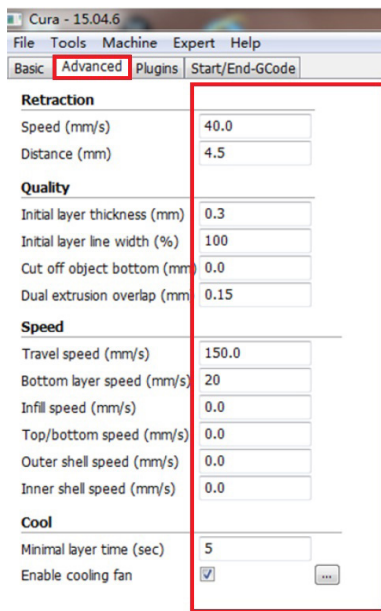 Cura - 15.04.6
File Tools Machine Expert Help
Basic Advanced Plugins Start/End-GCode
Retraction
Speed (mm/s) 40.0
Distance (mm) 4.5
Quality
Initial layer thickness (mm) 0.3
Initial layer line width (%) 100
Cut off object bottom (mm) 0.0
Dual extrusion overlap (mm 0.15
Speed
Travel speed (mm/s) 150.0
Bottom layer speed (mm/s) 20
Infill speed (mm/s) 0.0
Top/bottom speed (mm/s) 0.0
Outer shell speed (mm/s) 0.0
Inner shell speed (mm/s) 0.0
Cool
Minimal layer time (sec) 5
Enable cooling fan ...